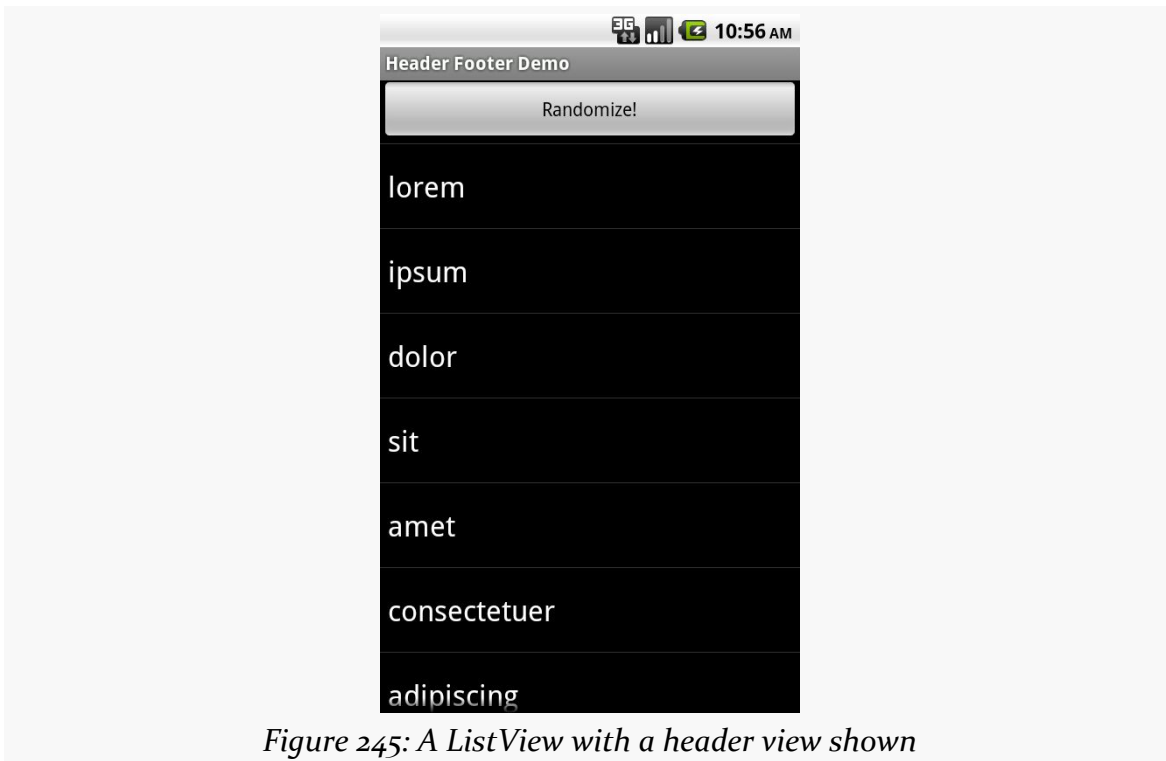 3G 10:56 AM
Header Footer Demo
Randomize!
lorem
ipsum
dolor
sit
amet
consectetuer
adipiscing
Figure 245: A ListView with a header view shown